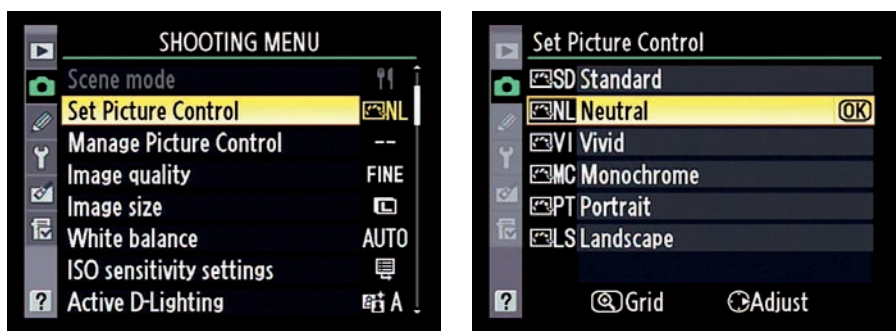 SHOOTING MENU
Scene mode
Set Picture Control NL
Manage Picture Control --
Image quality FINE
Image size L
White balance AUTO
ISO sensitivity settings
? Active D-Lighting A
Set Picture Control
SD Standard
NL Neutral OK
VI Vivid
MC Monochrome
PT Portrait
LS Landscape
? Grid Adjust